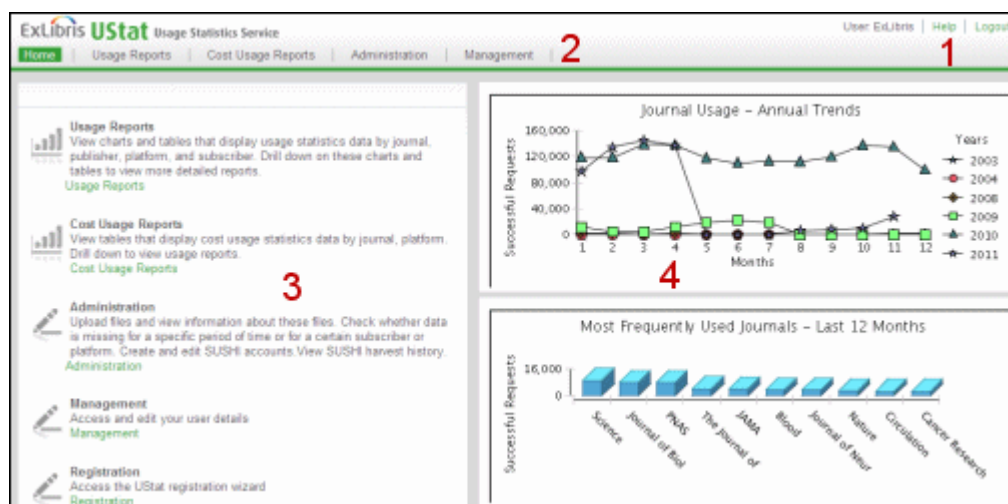 ExLibris UStat Usage Statistics Service
User: ExLibris | Help | Logout
1
Home | Usage Reports | Cost Usage Reports | Administration | Management |
2
Usage Reports
View charts and tables that display usage statistics data by journal,
publisher, platform, and subscriber. Drill down on these charts and
tables to view more detailed reports.
Usage Reports
Cost Usage Reports
View tables that display cost usage statistics data by journal, platform.
Drill down to view usage reports.
Cost Usage Reports
3
Administration
Upload files and view information about these files. Check whether data
is missing for a specific period of time or for a certain subscriber or
platform. Create and edit SUSHI accounts. View SUSHI harvest history.
Administration
Management
Access and edit your user details
Management
Registration
Access the UStat registration wizard
Registration
Journal Usage – Annual Trends
Successful Requests
160,000
120,000
80,000
40,000
0
1 2 3 4 5 6 7 8 9 10 11 12
Months
Years
2003
2004
2008
2009
2010
2011
4
Most Frequently Used Journals – Last 12 Months
Successful Requests
16,000
0
Science
Journal of Biol
PNAS
The Journal of
JAMA
Blood
Journal of Neur
Nature
Circulation
Cancer Research